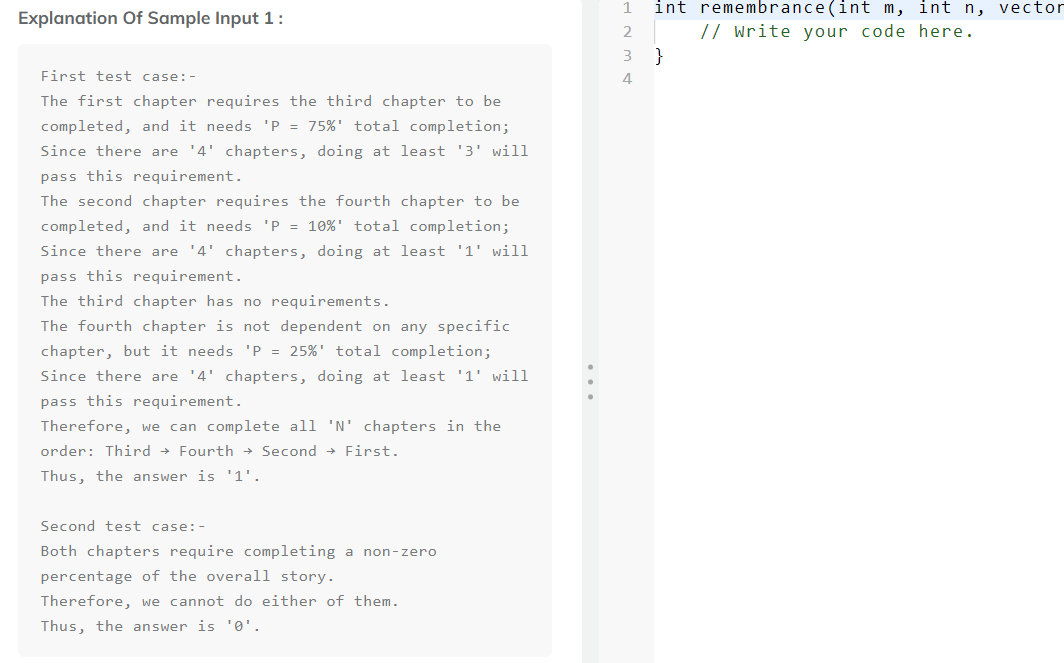 Explanation Of Sample Input 1 :
First test case:-
The first chapter requires the third chapter to be
completed, and it needs 'P = 75%' total completion;
Since there are '4' chapters, doing at least '3' will
pass this requirement.
The second chapter requires the fourth chapter to be
completed, and it needs 'P = 10%' total completion;
Since there are '4' chapters, doing at least '1' will
pass this requirement.
The third chapter has no requirements.
The fourth chapter is not dependent on any specific
chapter, but it needs 'P = 25%' total completion;
Since there are '4' chapters, doing at least '1' will
pass this requirement.
Therefore, we can complete all 'N' chapters in the
order: Third → Fourth → Second → First.
Thus, the answer is '1'.
Second test case:-
Both chapters require completing a non-zero
percentage of the overall story.
Therefore, we cannot do either of them.
Thus, the answer is '0'.
1 int remembrance(int m, int n, vector
2 // Write your code here.
3 }
4